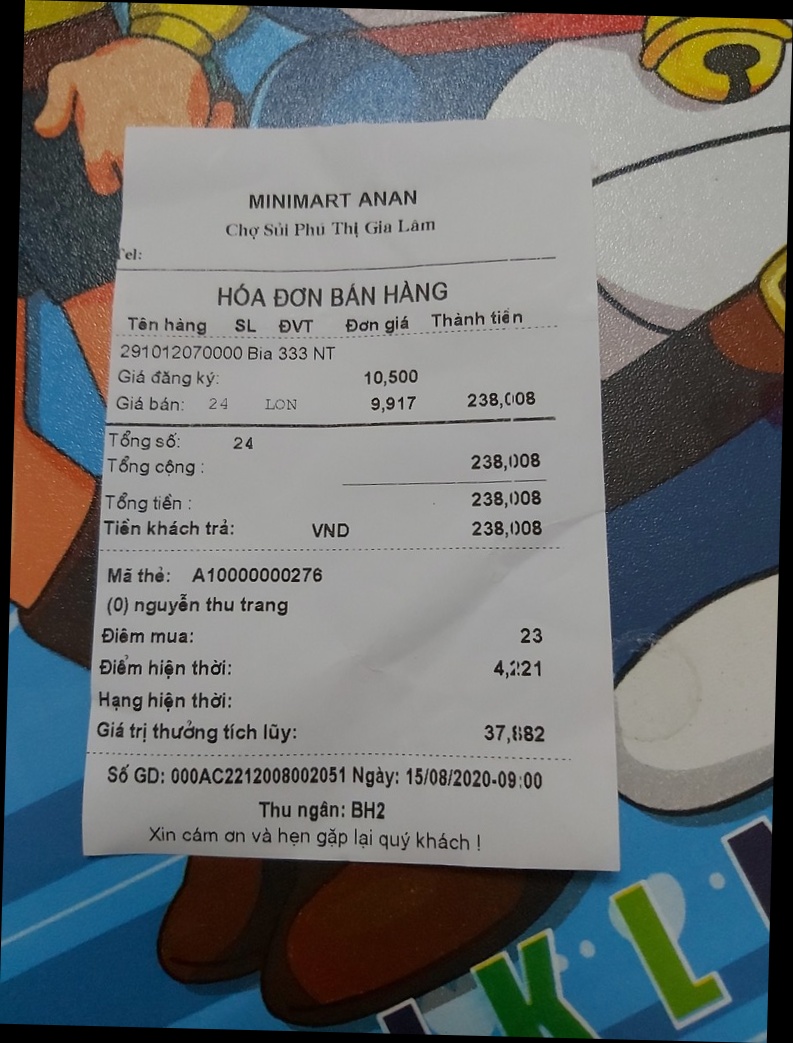 MINIMART ANAN
Chợ Sủi Phú Thị Gia Lâm
Tel:
HÓA ĐƠN BÁN HÀNG
Tên hàng SL ĐVT Đơn giá Thành tiền
291012070000 Bia 333 NT
Giá đăng ký: 10,500
Giá bán: 24 LON 9,917 238,008
Tổng số: 24
Tổng cộng : 238,008
Tổng tiền : 238,008
Tiền khách trả: VND 238,008
Mã thẻ: A10000000276
(0) nguyễn thu trang
Điểm mua: 23
Điểm hiện thời: 4,221
Hạng hiện thời:
Giá trị thưởng tích lũy: 37,882
Số GD: 000AC2212008002051 Ngày: 15/08/2020-09:00
Thu ngân: BH2
Xin cám ơn và hẹn gặp lại quý khách !
KL